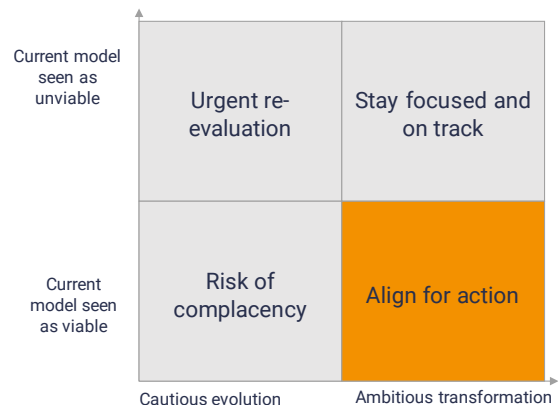 Current model
seen as
unviable
Urgent re-
evaluation
Stay focused and
on track
Current
model seen
as viable
Risk of
complacency
Align for action
Cautious evolution
Ambitious transformation